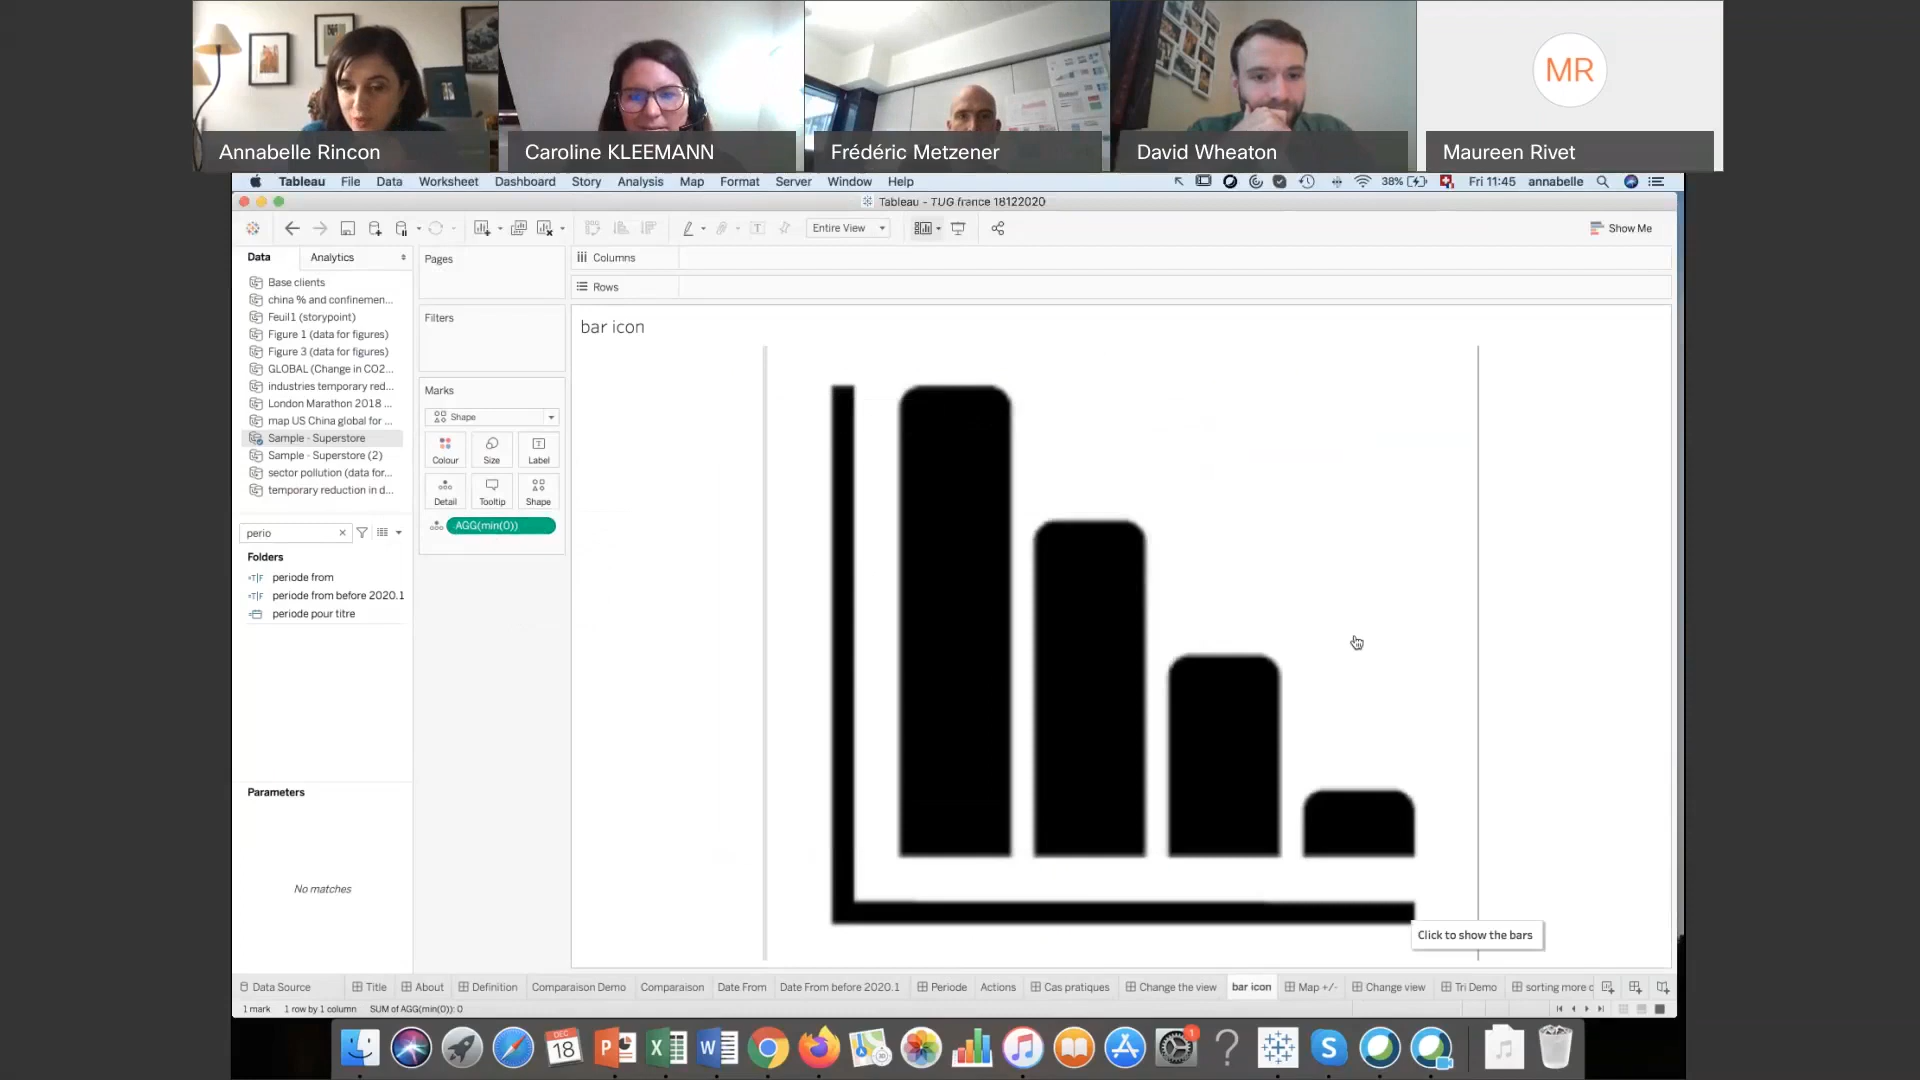 Annabelle Rincon
Caroline KLEEMANN
Frédéric Metzener
David Wheaton
MR
Maureen Rivet
Tableau File Data Worksheet Dashboard Story Analysis Map Format Server Window Help
38% Fri 11:45 annabelle
Tableau - TUG france 18122020
Entire View
Show Me
Data
Analytics
Base clients
china % and confinemen...
Feuil1 (storypoint)
Figure 1 (data for figures)
Figure 3 (data for figures)
GLOBAL (Change in CO2...
industries temporary red...
London Marathon 2018 ...
map US China global for ...
Sample - Superstore
Sample - Superstore (2)
sector pollution (data for...
temporary reduction in d...
perio
Folders
=T|F periode from
=T|F periode from before 2020.1
periode pour titre
Parameters
No matches
Pages
Filters
Marks
Shape
Colour
Size
Label
Detail
Tooltip
Shape
AGG(min(0))
Columns
Rows
bar icon
Click to show the bars
Data Source Title About Definition Comparaison Demo Comparaison Date From Date From before 2020.1 Periode Actions Cas pratiques Change the view bar icon Map +/- Change view Tri Demo sorting more c
1 mark 1 row by 1 column SUM of AGG(min(0)): 0
DEC
18
P
X
W
A
1
?
S